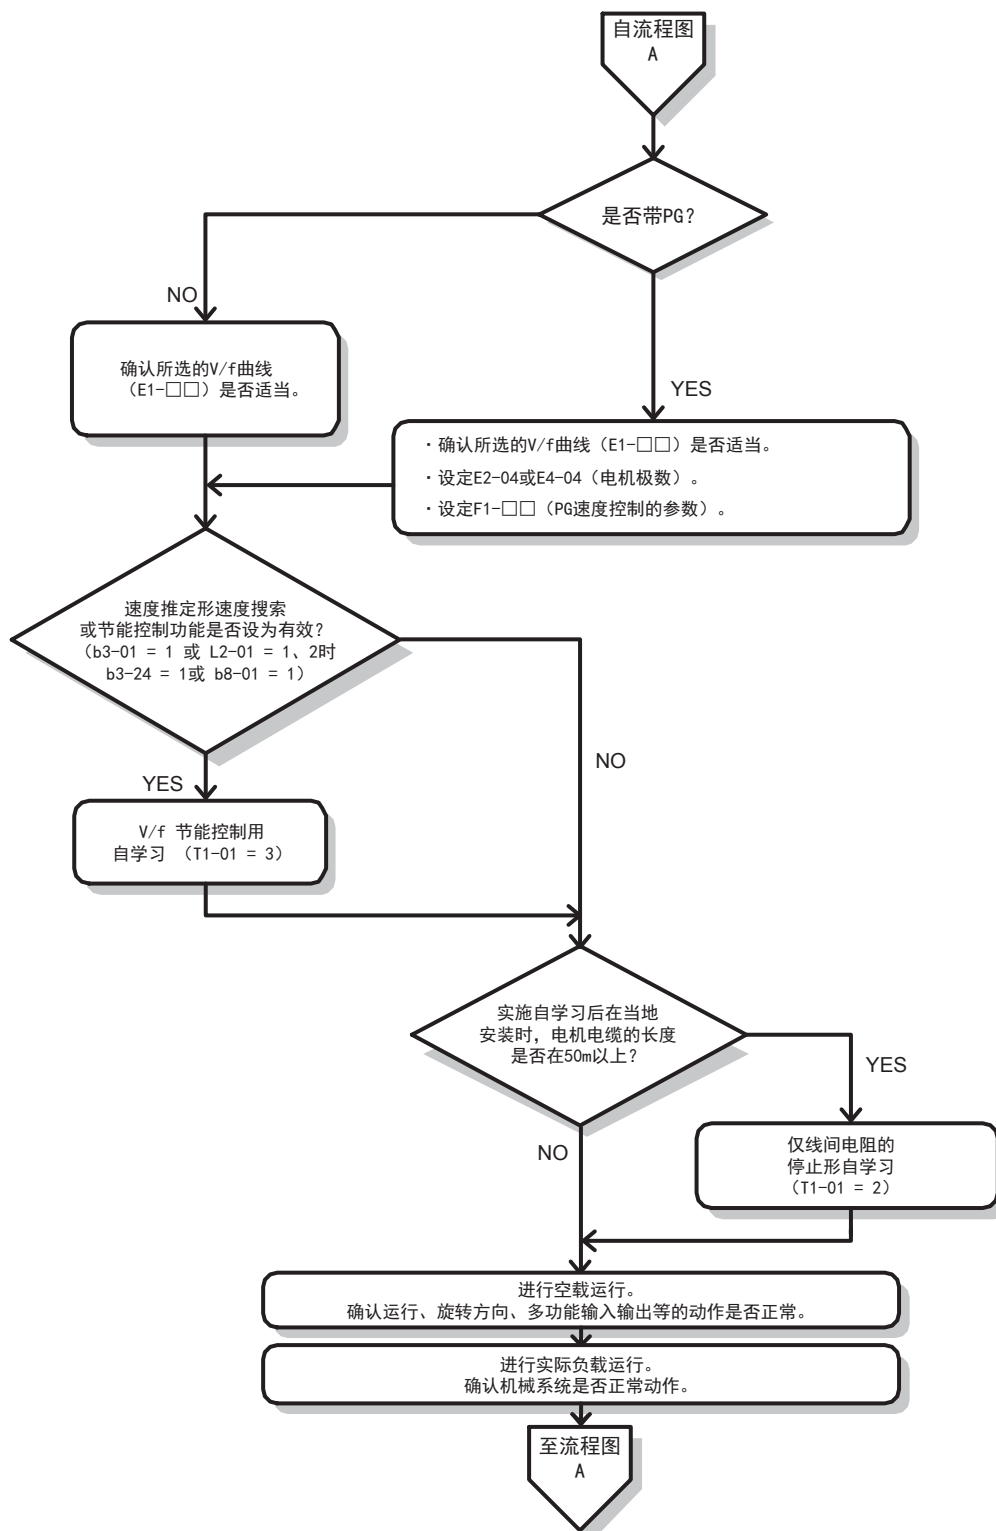 自流程图
A
是否带PG?
NO
确认所选的V/f曲线
（E1-□□）是否适当。
YES
·确认所选的V/f曲线（E1-□□）是否适当。
·设定E2-04或E4-04（电机极数）。
·设定F1-□□（PG速度控制的参数）。
速度推定形速度搜索
或节能控制功能是否设为有效?
（b3-01 = 1 或 L2-01 = 1、2时
b3-24 = 1或 b8-01 = 1）
NO
YES
V/f 节能控制用
自学习 （T1-01 = 3）
实施自学习后在当地
安装时，电机电缆的长度
是否在50m以上?
YES
NO
仅线间电阻的
停止形自学习
（T1-01 = 2）
进行空载运行。
确认运行、旋转方向、多功能输入输出等的动作是否正常。
进行实际负载运行。
确认机械系统是否正常动作。
至流程图
A